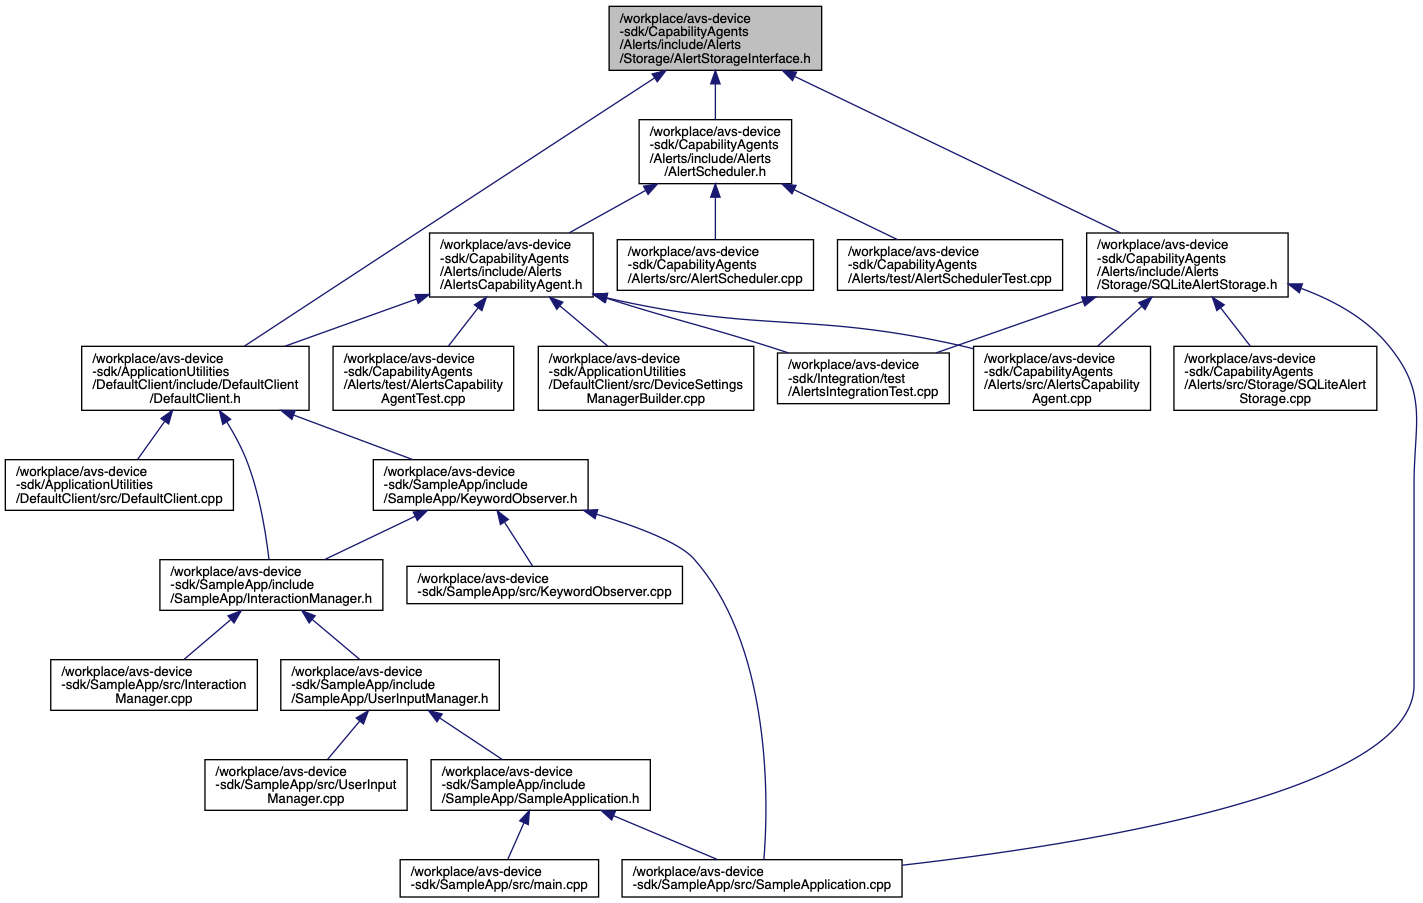 /workplace/avs-device
-sdk/CapabilityAgents
/Alerts/include/Alerts
/Storage/AlertStorageInterface.h
/workplace/avs-device
-sdk/CapabilityAgents
/Alerts/include/Alerts
/AlertScheduler.h
/workplace/avs-device
-sdk/CapabilityAgents
/Alerts/include/Alerts
/AlertsCapabilityAgent.h
/workplace/avs-device
-sdk/CapabilityAgents
/Alerts/src/AlertScheduler.cpp
/workplace/avs-device
-sdk/CapabilityAgents
/Alerts/test/AlertSchedulerTest.cpp
/workplace/avs-device
-sdk/CapabilityAgents
/Alerts/include/Alerts
/Storage/SQLiteAlertStorage.h
/workplace/avs-device
-sdk/ApplicationUtilities
/DefaultClient/include/DefaultClient
/DefaultClient.h
/workplace/avs-device
-sdk/CapabilityAgents
/Alerts/test/AlertsCapability
AgentTest.cpp
/workplace/avs-device
-sdk/ApplicationUtilities
/DefaultClient/src/DeviceSettings
ManagerBuilder.cpp
/workplace/avs-device
-sdk/Integration/test
/AlertsIntegrationTest.cpp
/workplace/avs-device
-sdk/CapabilityAgents
/Alerts/src/AlertsCapability
Agent.cpp
/workplace/avs-device
-sdk/CapabilityAgents
/Alerts/src/Storage/SQLiteAlert
Storage.cpp
/workplace/avs-device
-sdk/ApplicationUtilities
/DefaultClient/src/DefaultClient.cpp
/workplace/avs-device
-sdk/SampleApp/include
/SampleApp/KeywordObserver.h
/workplace/avs-device
-sdk/SampleApp/include
/SampleApp/InteractionManager.h
/workplace/avs-device
-sdk/SampleApp/src/KeywordObserver.cpp
/workplace/avs-device
-sdk/SampleApp/src/Interaction
Manager.cpp
/workplace/avs-device
-sdk/SampleApp/include
/SampleApp/UserInputManager.h
/workplace/avs-device
-sdk/SampleApp/src/UserInput
Manager.cpp
/workplace/avs-device
-sdk/SampleApp/include
/SampleApp/SampleApplication.h
/workplace/avs-device
-sdk/SampleApp/src/main.cpp
/workplace/avs-device
-sdk/SampleApp/src/SampleApplication.cpp